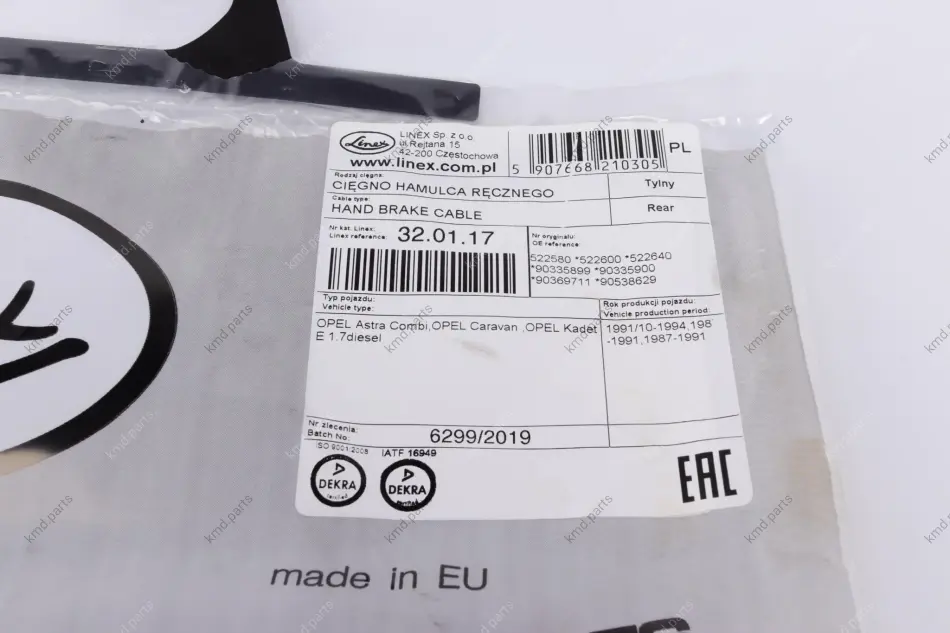 Linex
LINEX Sp. z o.o
ul.Rejtana 15
42-200 Częstochowa
www.linex.com.pl
5 907668 210305
PL
Rodzaj cięgna:
CIĘGNO HAMULCA RĘCZNEGO
Tylny
Cable type:
HAND BRAKE CABLE
Rear
Nr kat. Linex:
Linex reference:
32.01.17
Nr oryginału:
OE reference
522580 *522600 *522640
*90335899 *90335900
*90369711 *90538629
Typ pojazdu:
Vehicle type:
Rok produkcji pojazdu:
Vehicle production period:
OPEL Astra Combi,OPEL Caravan ,OPEL Kadet
E 1.7diesel
1991/10-1994,198
-1991,1987-1991
Nr zlecenia:
Batch No:
6299/2019
ISO 9001:2008
IATF 16949
DEKRA
DEKRA
EAC
made in EU
kmd.parts